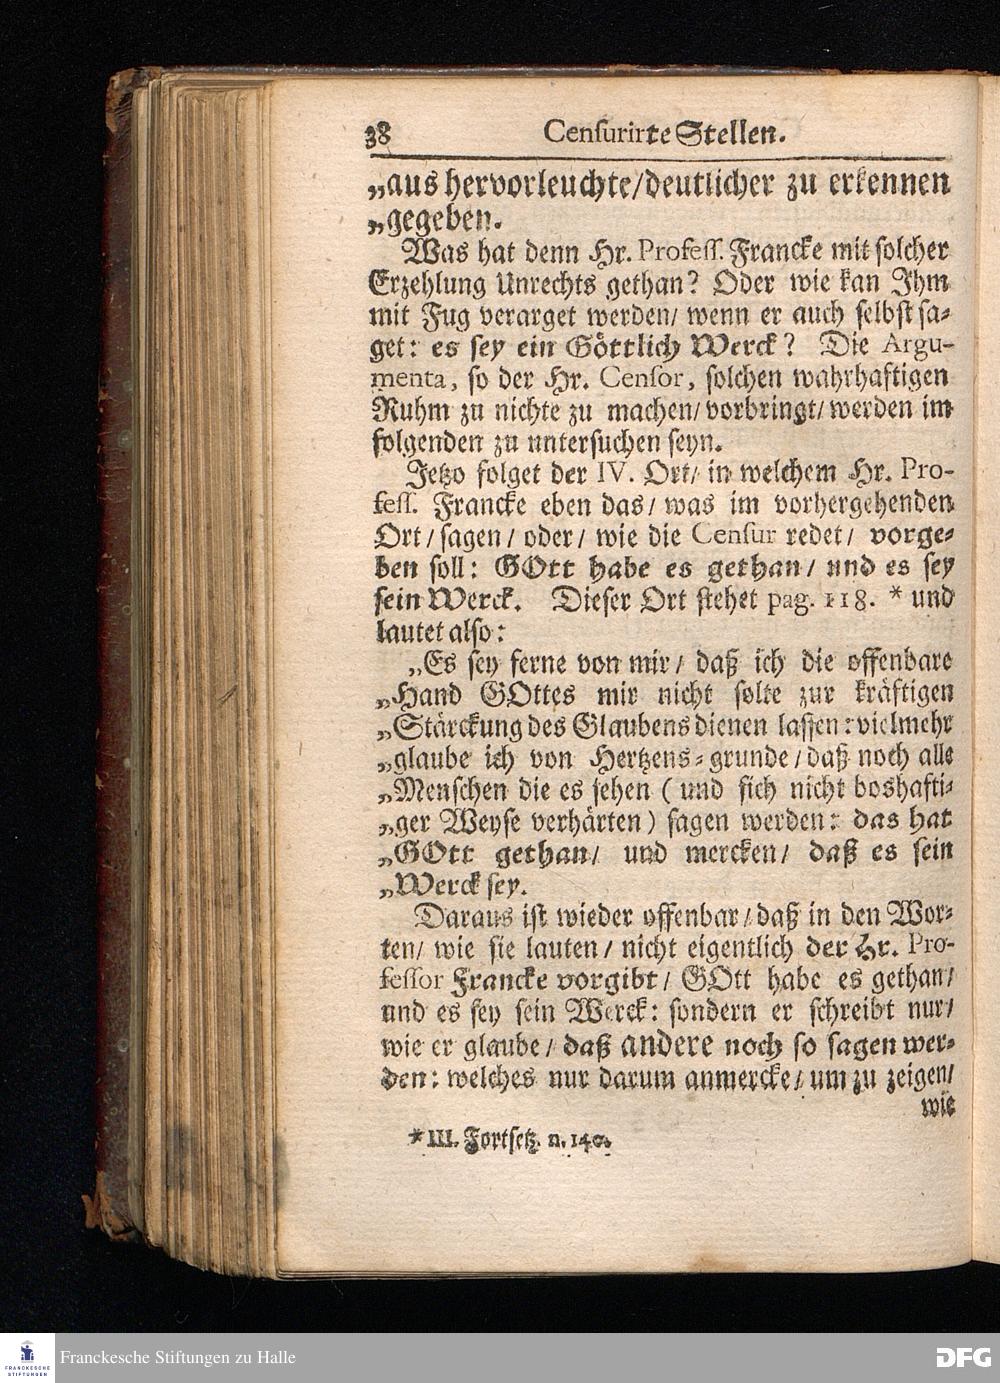 38 Censurirte Stellen.
„aus hervorleuchte/deutlicher zu erkennen
„gegeben.
Was hat denn Hr. Profess. Francke mit solcher
Erzehlung Unrechts gethan? Oder wie kan Ihm
mit Fug verarget werden/ wenn er auch selbst sa-
get: es sey ein Göttlich Werck? Die Argu-
menta, so der Hr. Censor, solchen wahrhaftigen
Ruhm zu nichte zu machen/ vorbringt/ werden im
folgenden zu untersuchen seyn.
Jetzo folget der IV. Ort/ in welchem Hr. Pro-
fess. Francke eben das/ was im vorhergehenden
Ort/ sagen/ oder/ wie die Censur redet/ vorge-
ben soll: GOtt habe es gethan/ und es sey
sein Werck. Dieser Ort stehet pag. 118. * und
lautet also:
„Es sey ferne von mir/ daß ich die offenbare
„Hand GOttes mir nicht solte zur kräftigen
„Stärckung des Glaubens dienen lassen: vielmehr
„glaube ich von Hertzens-grunde/ daß noch alle
„Menschen die es sehen ( und sich nicht boshafti-
„ger Weyse verhärten) sagen werden: das hat
„GOtt gethan/ und mercken/ daß es sein
„Werck sey.
Daraus ist wieder offenbar/ daß in den Wor-
ten/ wie sie lauten/ nicht eigentlich der Hr. Pro-
fessor Francke vorgibt/ GOtt habe es gethan/
und es sey sein Werck: sondern er schreibt nur/
wie er glaube/ daß andere noch so sagen wer-
den: welches nur darum anmercke/ um zu zeigen/
wie
* III. Fortsetz. n. 140.
FRANCKESCHE
STIFTUNGEN
Franckesche Stiftungen zu Halle
DFG